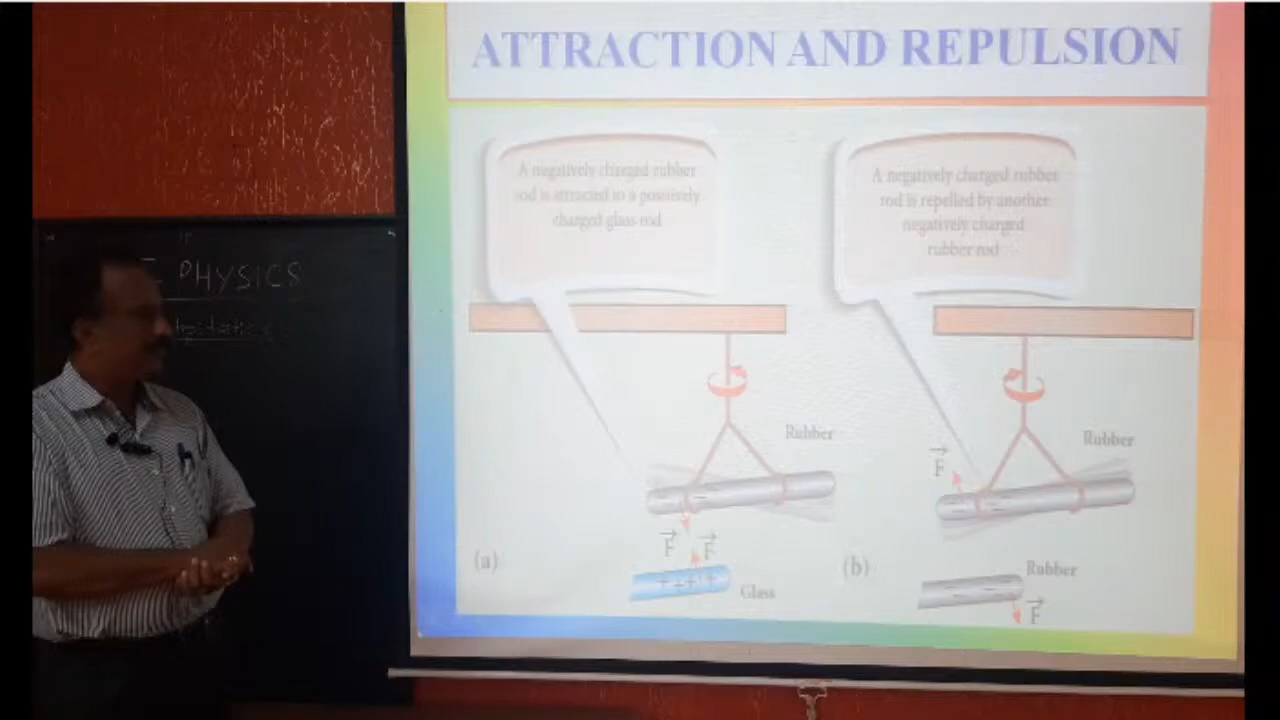 ATTRACTION AND REPULSION
A negatively charged rubber
rod is attracted to a positively
charged glass rod
A negatively charged rubber
rod is repelled by another
negatively charged
rubber rod
PHYSICS
Rubber
Rubber
F
F F
(a)
(b)
Glass
Rubber
F